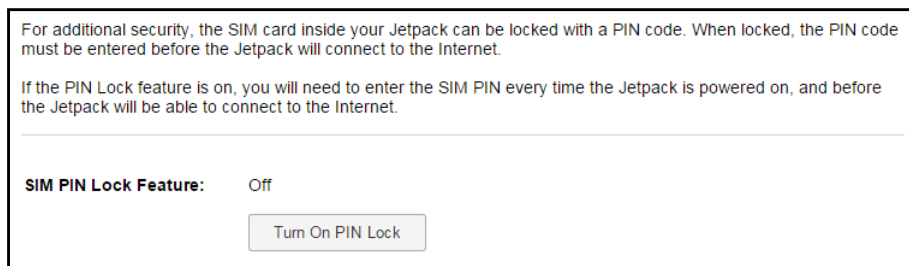 For additional security, the SIM card inside your Jetpack can be locked with a PIN code. When locked, the PIN code
must be entered before the Jetpack will connect to the Internet.
If the PIN Lock feature is on, you will need to enter the SIM PIN every time the Jetpack is powered on, and before
the Jetpack will be able to connect to the Internet.
SIM PIN Lock Feature: Off
Turn On PIN Lock